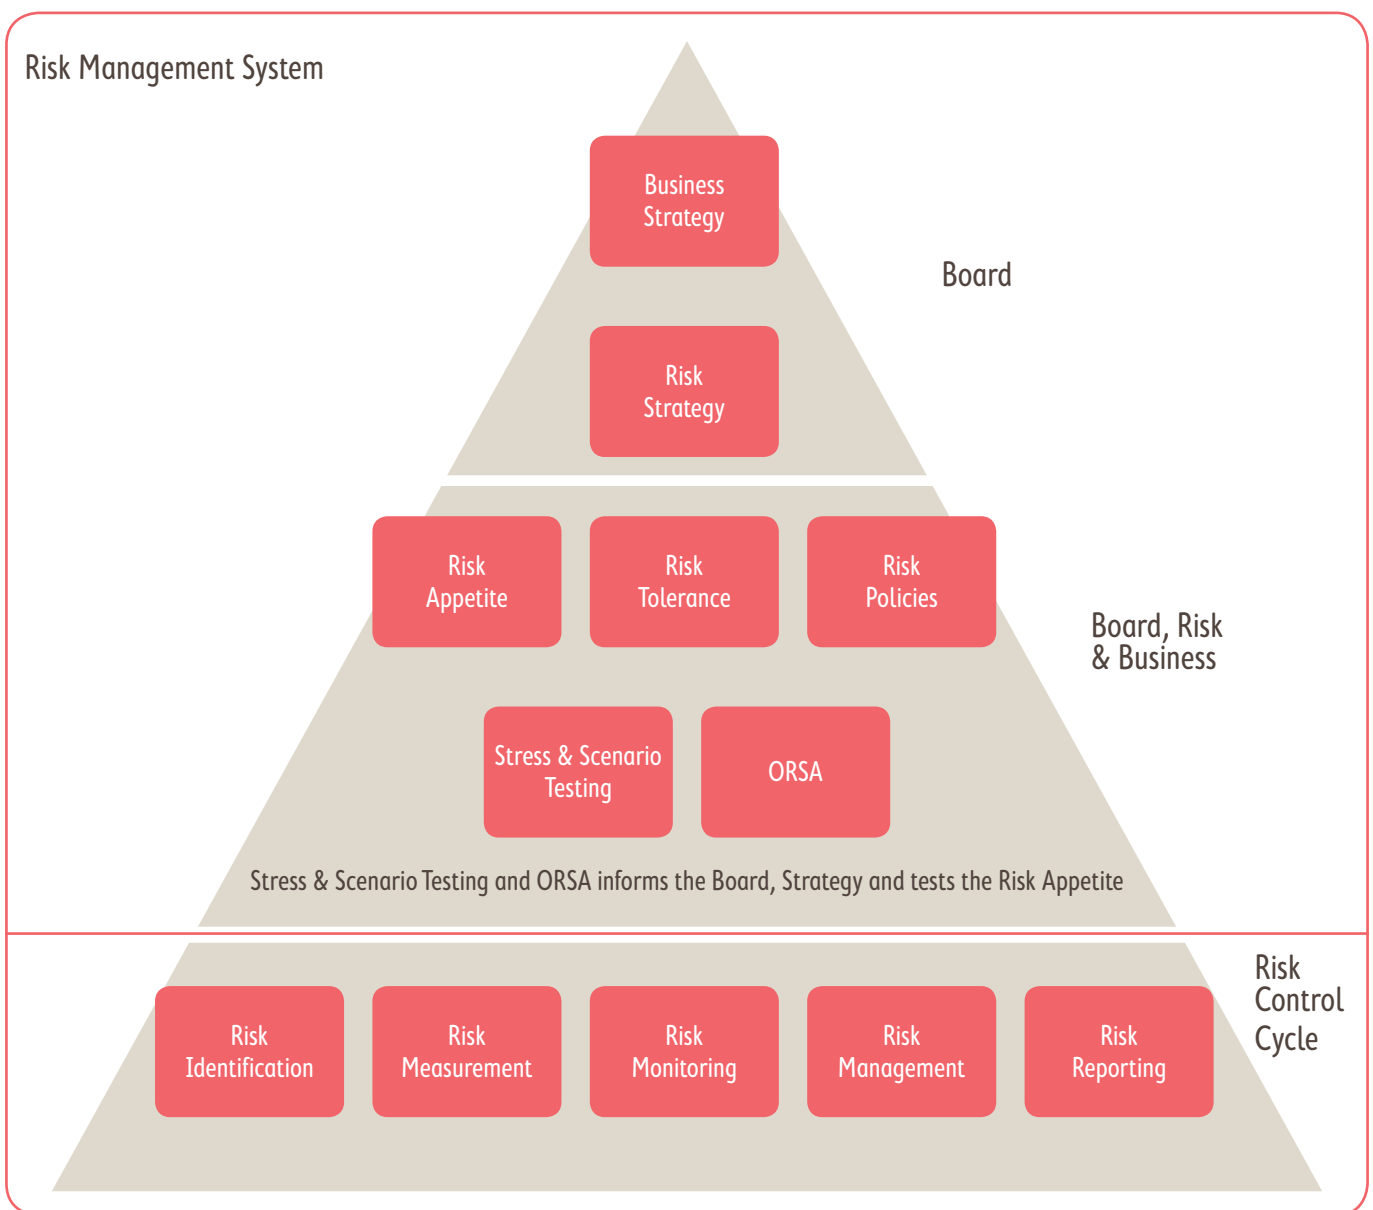 Risk Management System
Business
Strategy
Board
Risk
Strategy
Risk
Appetite
Risk
Tolerance
Risk
Policies
Board, Risk
& Business
Stress & Scenario
Testing
ORSA
Stress & Scenario Testing and ORSA informs the Board, Strategy and tests the Risk Appetite
Risk
Control
Cycle
Risk
Identification
Risk
Measurement
Risk
Monitoring
Risk
Management
Risk
Reporting